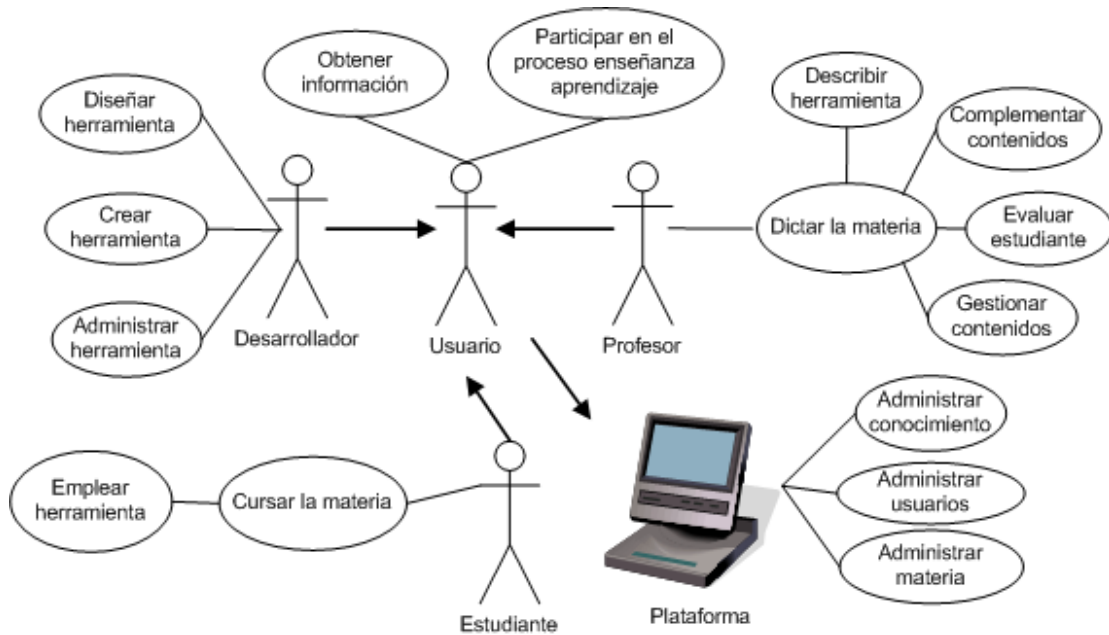 Obtener
información
Participar en el
proceso enseñanza
aprendizaje
Describir
herramienta
Diseñar
herramienta
Complementar
contenidos
Crear
herramienta
Dictar la materia
Evaluar
estudiante
Administrar
herramienta
Gestionar
contenidos
Desarrollador
Usuario
Profesor
Administrar
conocimiento
Emplear
herramienta
Cursar la materia
Administrar
usuarios
Administrar
materia
Estudiante
Plataforma